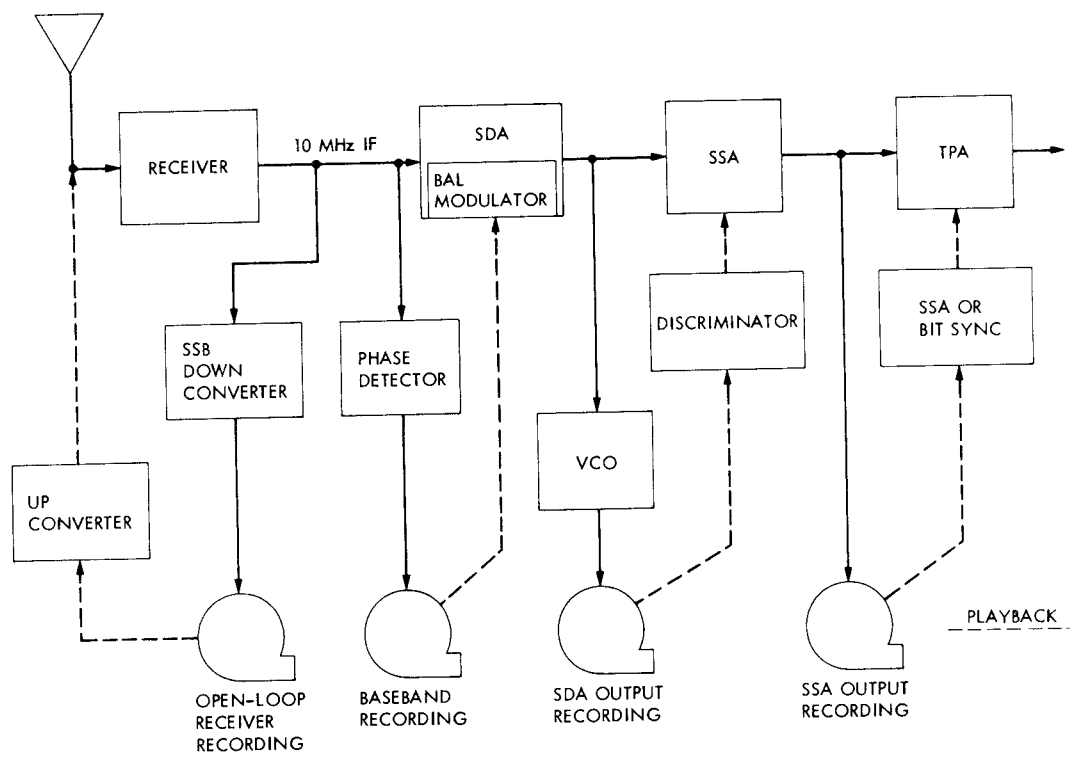 RECEIVER
10 MHz IF
SDA
BAL
MODULATOR
SSA
TPA
SSB
DOWN
CONVERTER
PHASE
DETECTOR
DISCRIMINATOR
SSA OR
BIT SYNC
VCO
UP
CONVERTER
PLAYBACK
OPEN-LOOP
RECEIVER
RECORDING
BASEBAND
RECORDING
SDA OUTPUT
RECORDING
SSA OUTPUT
RECORDING